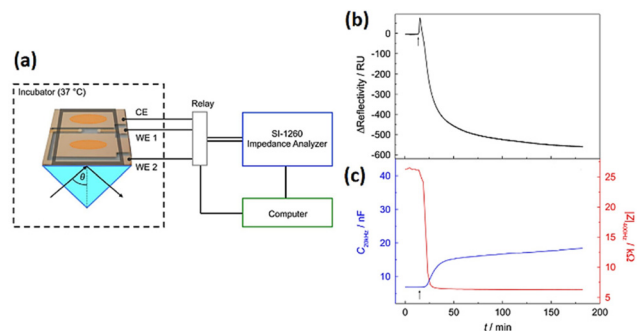 (a)
Incubator (37 °C)
CE
WE 1
WE 2
θ
Relay
SI-1260
Impedance Analyzer
Computer
(b)
ΔReflectivity / RU
0
-100
-200
-300
-400
-500
-600
(c)
C20kHz / nF
40
30
20
10
0
25
20
15
10
5
/ kΩ
0
50
100
150
200
t / min